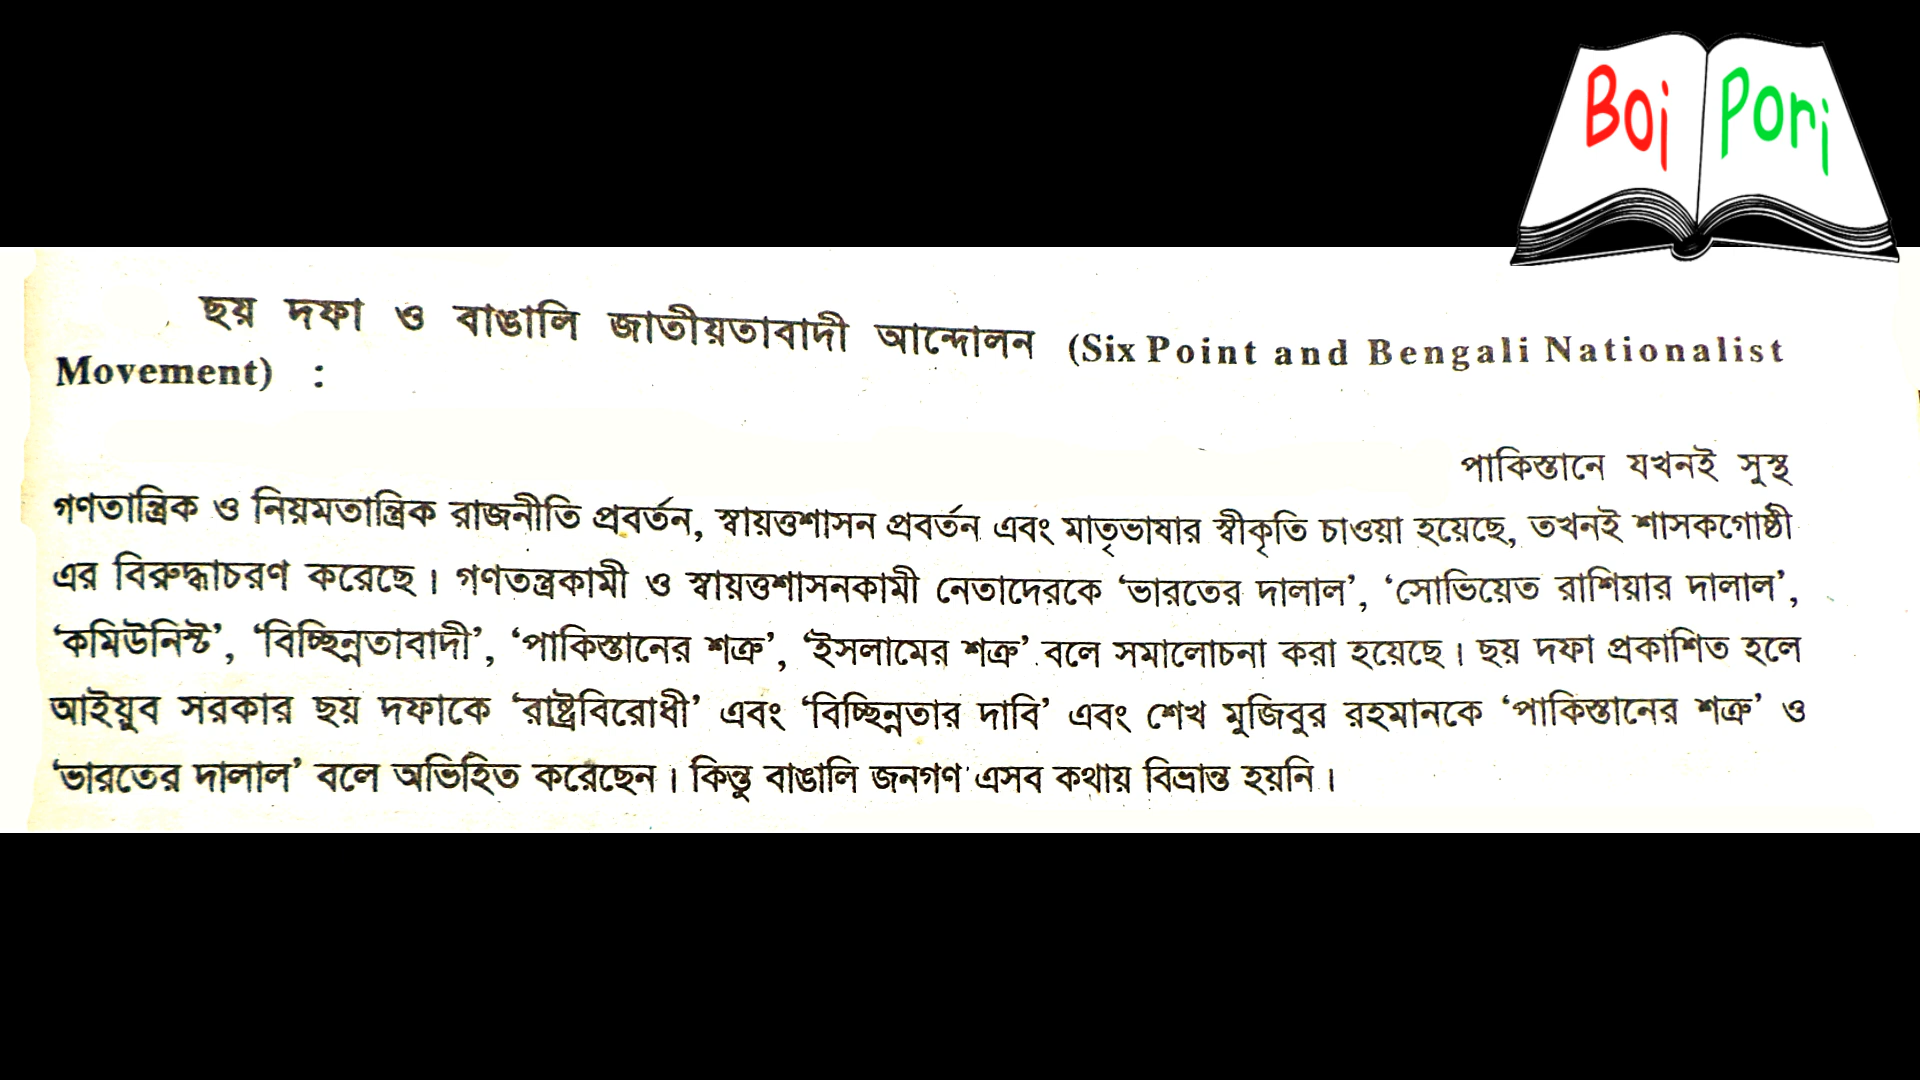 Boi Pori
ছয় দফা ও বাঙালি জাতীয়তাবাদী আন্দোলন (Six Point and Bengali Nationalist
Movement) :
পাকিস্তানে যখনই সুস্থ
গণতান্ত্রিক ও নিয়মতান্ত্রিক রাজনীতি প্রবর্তন, স্বায়ত্তশাসন প্রবর্তন এবং মাতৃভাষার স্বীকৃতি চাওয়া হয়েছে, তখনই শাসকগোষ্ঠী
এর বিরুদ্ধাচরণ করেছে। গণতন্ত্রকামী ও স্বায়ত্তশাসনকামী নেতাদেরকে ‘ভারতের দালাল’, ‘সোভিয়েত রাশিয়ার দালাল’,
‘কমিউনিস্ট’, ‘বিচ্ছিন্নতাবাদী’, ‘পাকিস্তানের শত্রু’, ‘ইসলামের শত্রু’ বলে সমালোচনা করা হয়েছে। ছয় দফা প্রকাশিত হলে
আইয়ুব সরকার ছয় দফাকে ‘রাষ্ট্রবিরোধী’ এবং ‘বিচ্ছিন্নতার দাবি’ এবং শেখ মুজিবুর রহমানকে ‘পাকিস্তানের শত্রু’ ও
‘ভারতের দালাল’ বলে অভিহিত করেছেন। কিন্তু বাঙালি জনগণ এসব কথায় বিভ্রান্ত হয়নি।